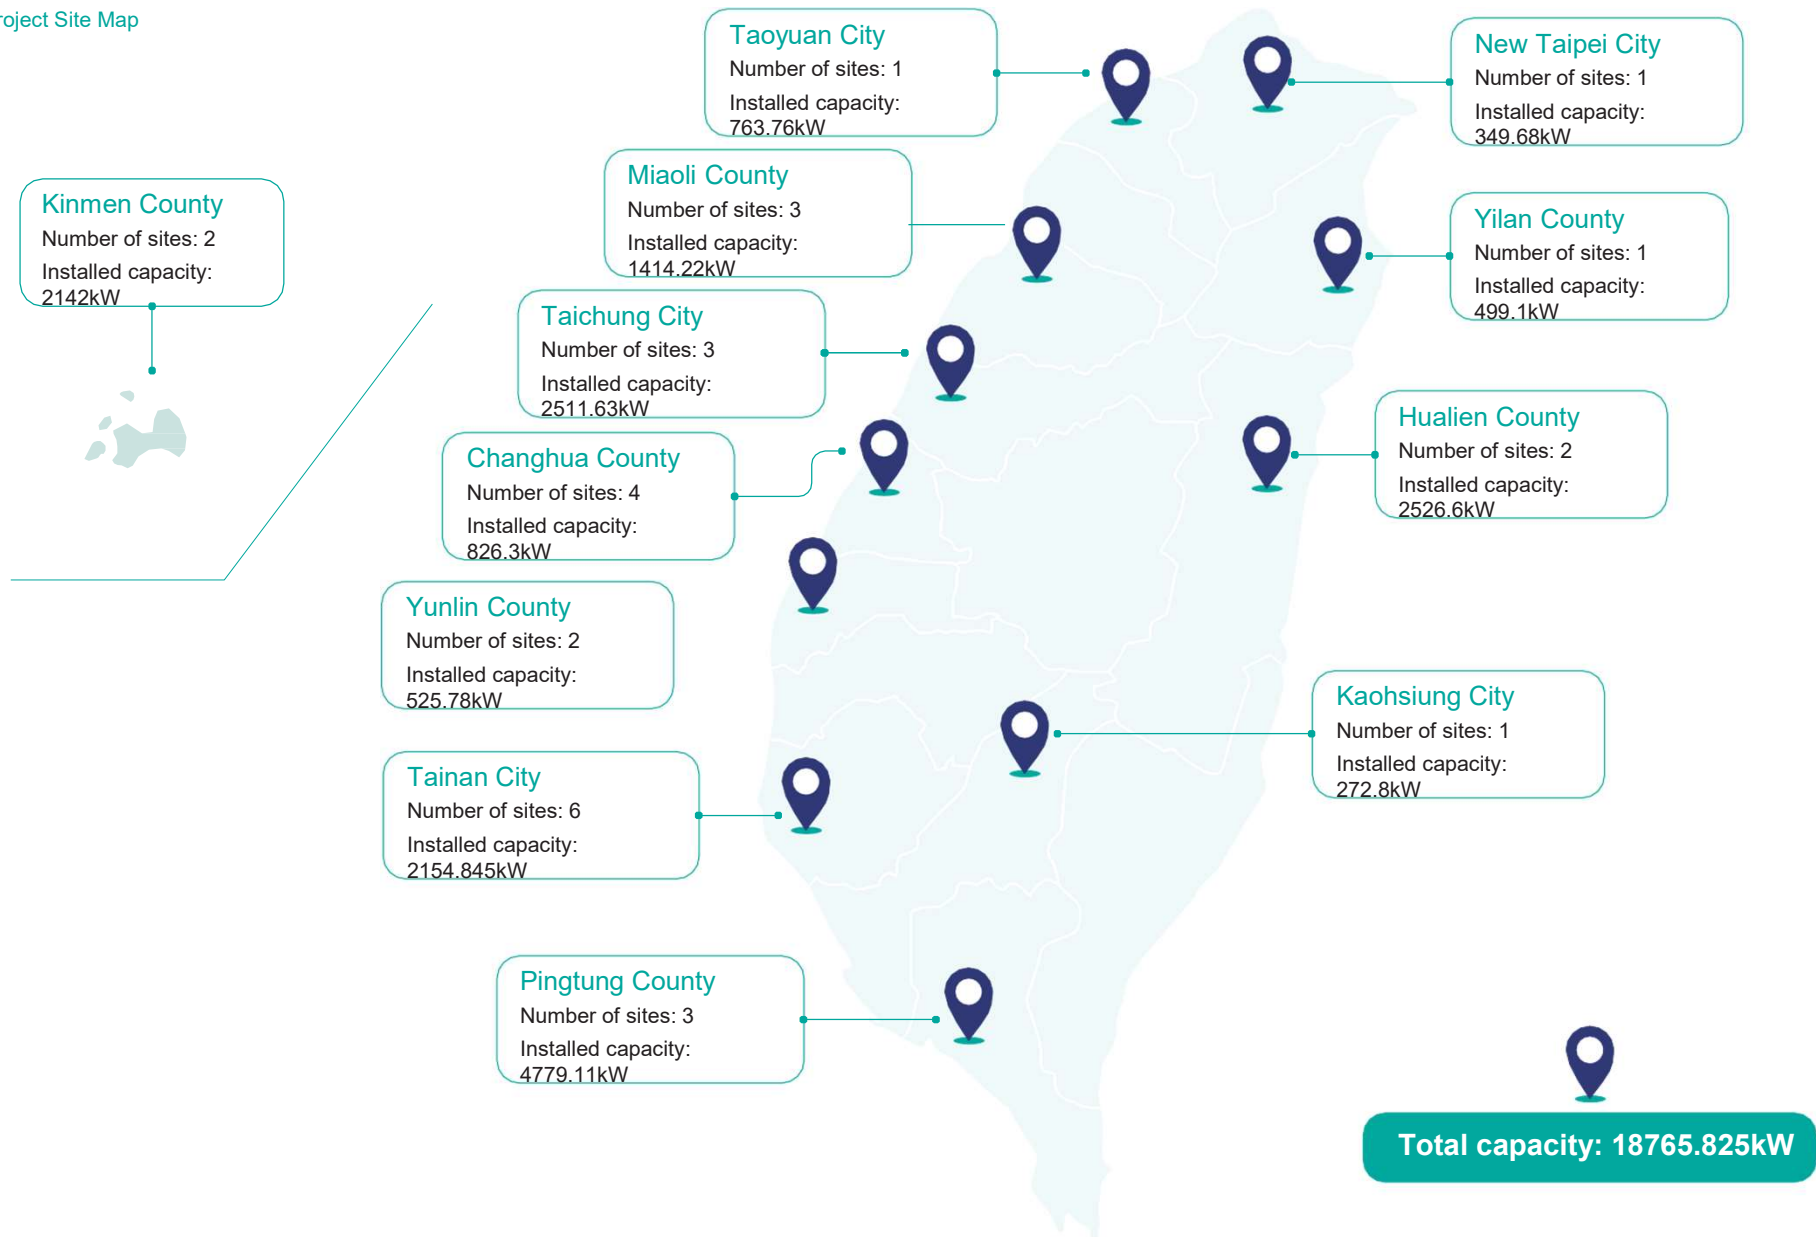 roject Site Map
Taoyuan City
Number of sites: 1
Installed capacity:
763.76kW
New Taipei City
Number of sites: 1
Installed capacity:
349.68kW
Miaoli County
Number of sites: 3
Installed capacity:
1414.22kW
Kinmen County
Number of sites: 2
Installed capacity:
2142kW
Yilan County
Number of sites: 1
Installed capacity:
499.1kW
Taichung City
Number of sites: 3
Installed capacity:
2511.63kW
Hualien County
Number of sites: 2
Installed capacity:
2526.6kW
Changhua County
Number of sites: 4
Installed capacity:
826.3kW
Yunlin County
Number of sites: 2
Installed capacity:
525.78kW
Kaohsiung City
Number of sites: 1
Installed capacity:
272.8kW
Tainan City
Number of sites: 6
Installed capacity:
2154.845kW
Pingtung County
Number of sites: 3
Installed capacity:
4779.11kW
Total capacity: 18765.825kW